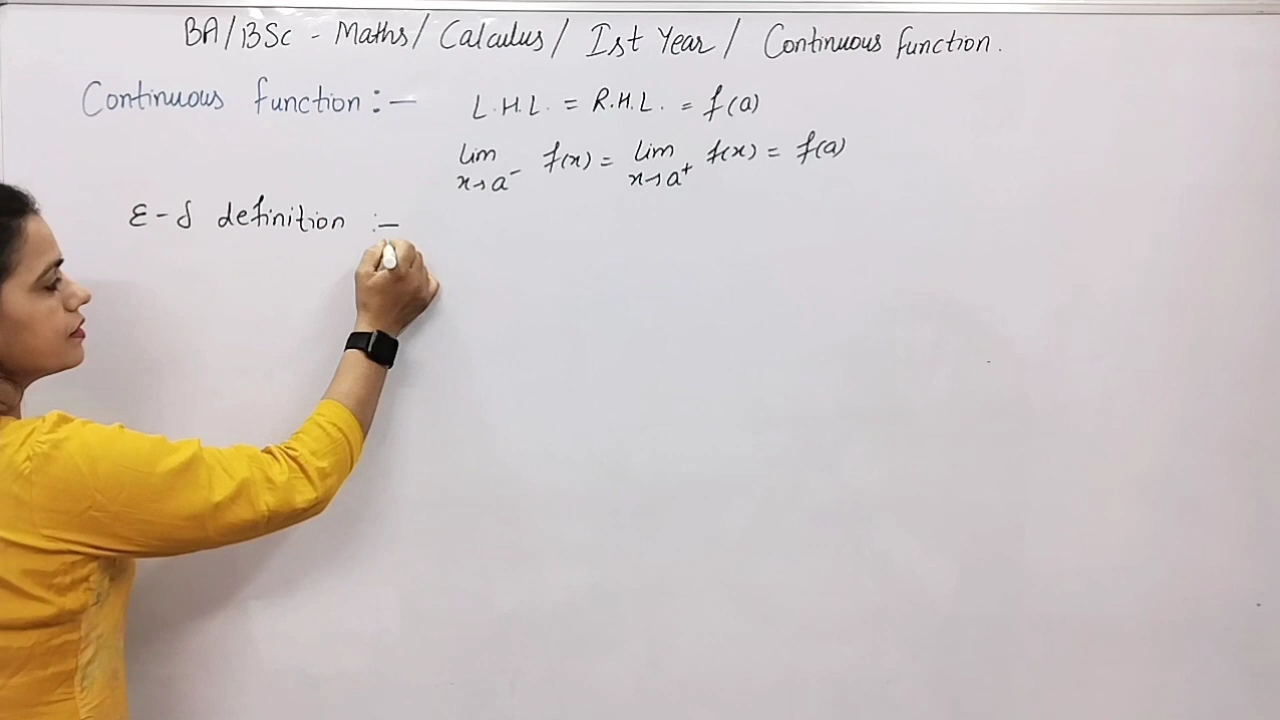 BA/BSc - Maths/ Calculus/ Ist Year/ Continuous function.
Continuous function :— L.H.L. = R.H.L. = f(a)
lim x→a⁻ f(x) = lim x→a⁺ f(x) = f(a)
ε-δ definition :—